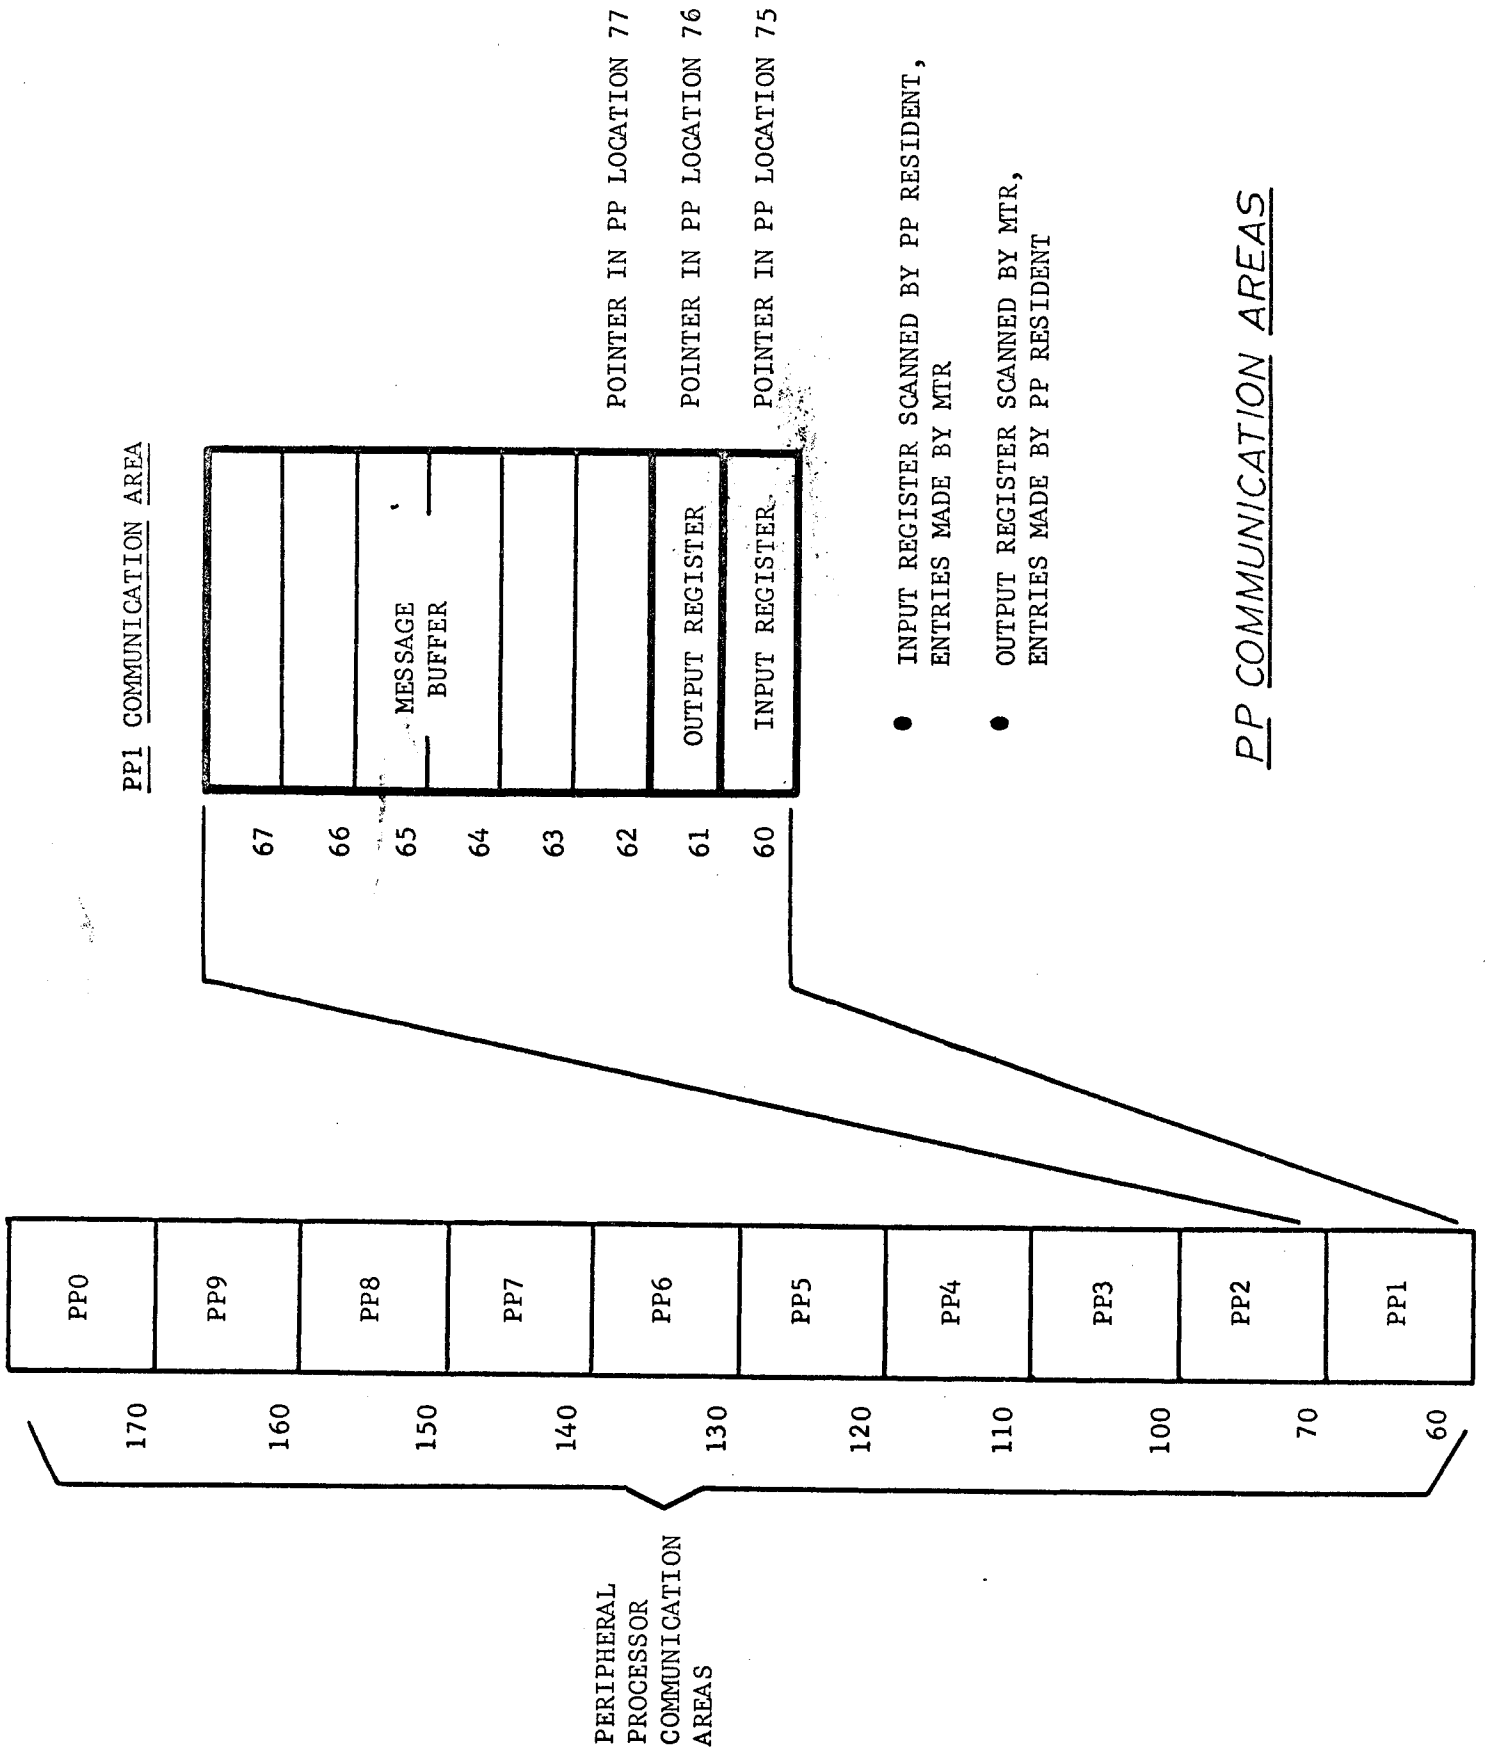 PERIPHERAL
PROCESSOR
COMMUNICATION
AREAS
170
160
150
140
130
120
110
100
70
60
PP0
PP9
PP8
PP7
PP6
PP5
PP4
PP3
PP2
PP1
PP1 COMMUNICATION AREA
67
66
65
64
63
62
61
60
MESSAGE
BUFFER
OUTPUT REGISTER
INPUT REGISTER
POINTER IN PP LOCATION 77
POINTER IN PP LOCATION 76
POINTER IN PP LOCATION 75
● INPUT REGISTER SCANNED BY PP RESIDENT,
ENTRIES MADE BY MTR
● OUTPUT REGISTER SCANNED BY MTR,
ENTRIES MADE BY PP RESIDENT
PP COMMUNICATION AREAS